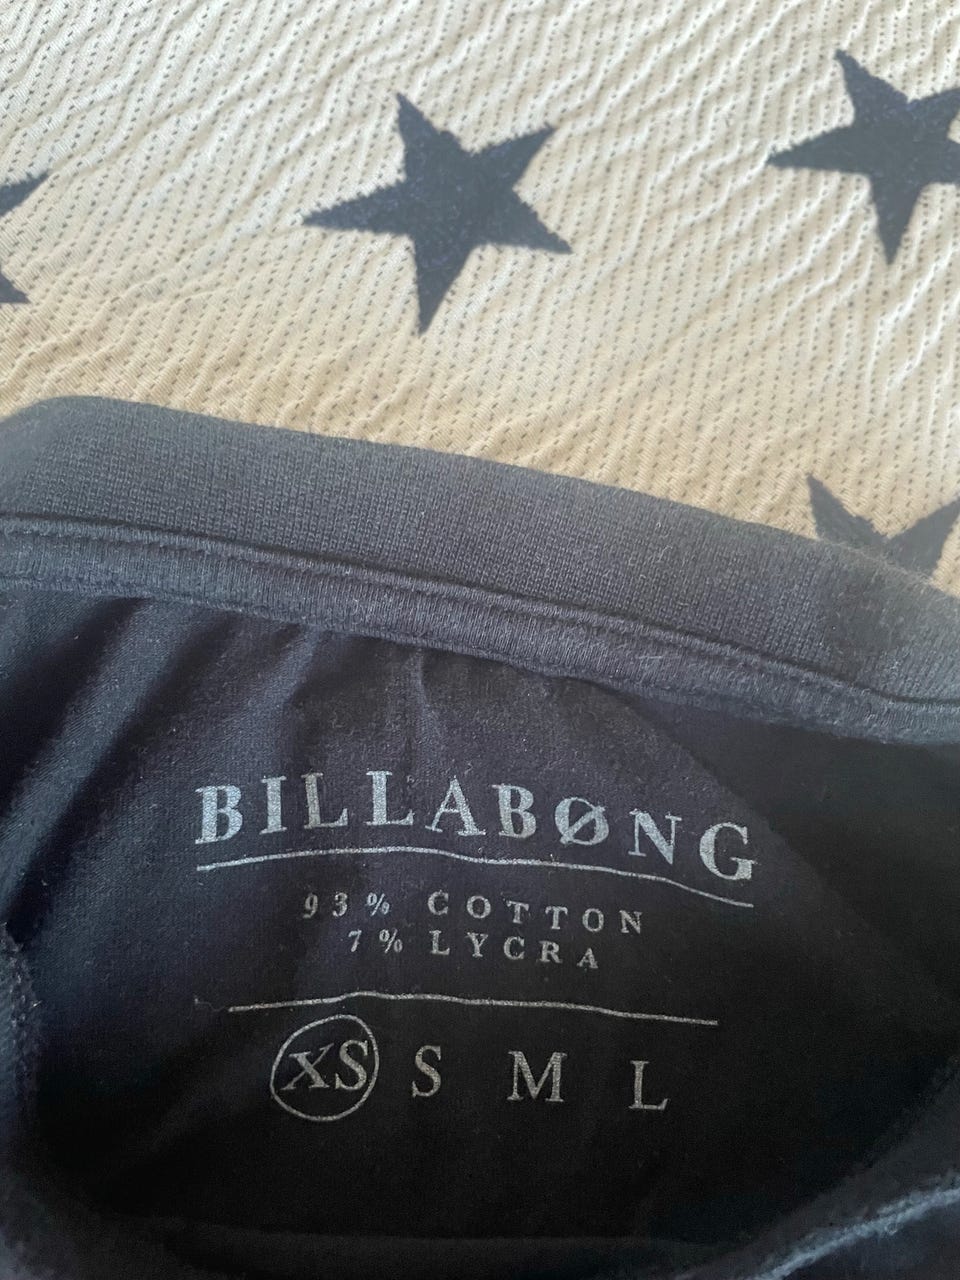 BILLABØNG
93% COTTON
7% LYCRA
XS S M L